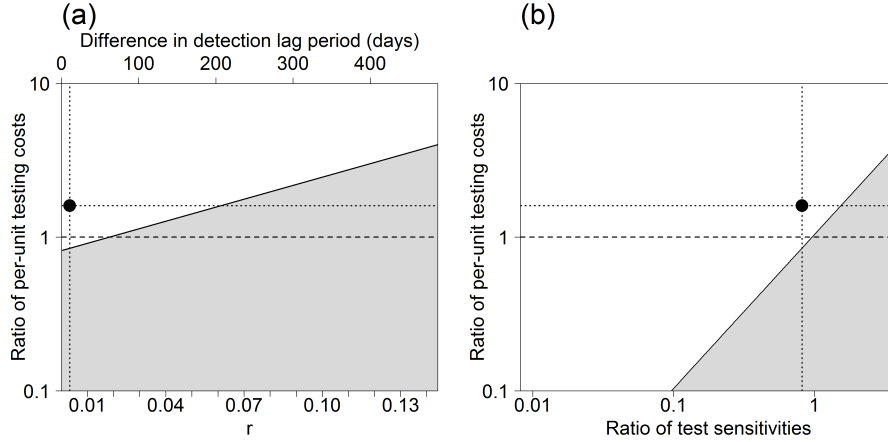 (a)
Difference in detection lag period (days)
0 100 200 300 400
Ratio of per-unit testing costs
10
1
0.1
0.01 0.04 0.07 0.10 0.13
r
(b)
Ratio of per-unit testing costs
10
1
0.1
0.01 0.1 1
Ratio of test sensitivities